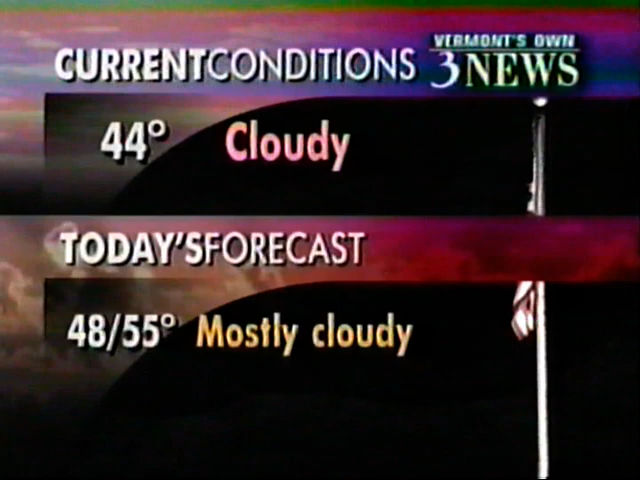 VERMONT'S OWN
CURRENTCONDITIONS 3NEWS
44° Cloudy
TODAY'SFORECAST
48/55° Mostly cloudy